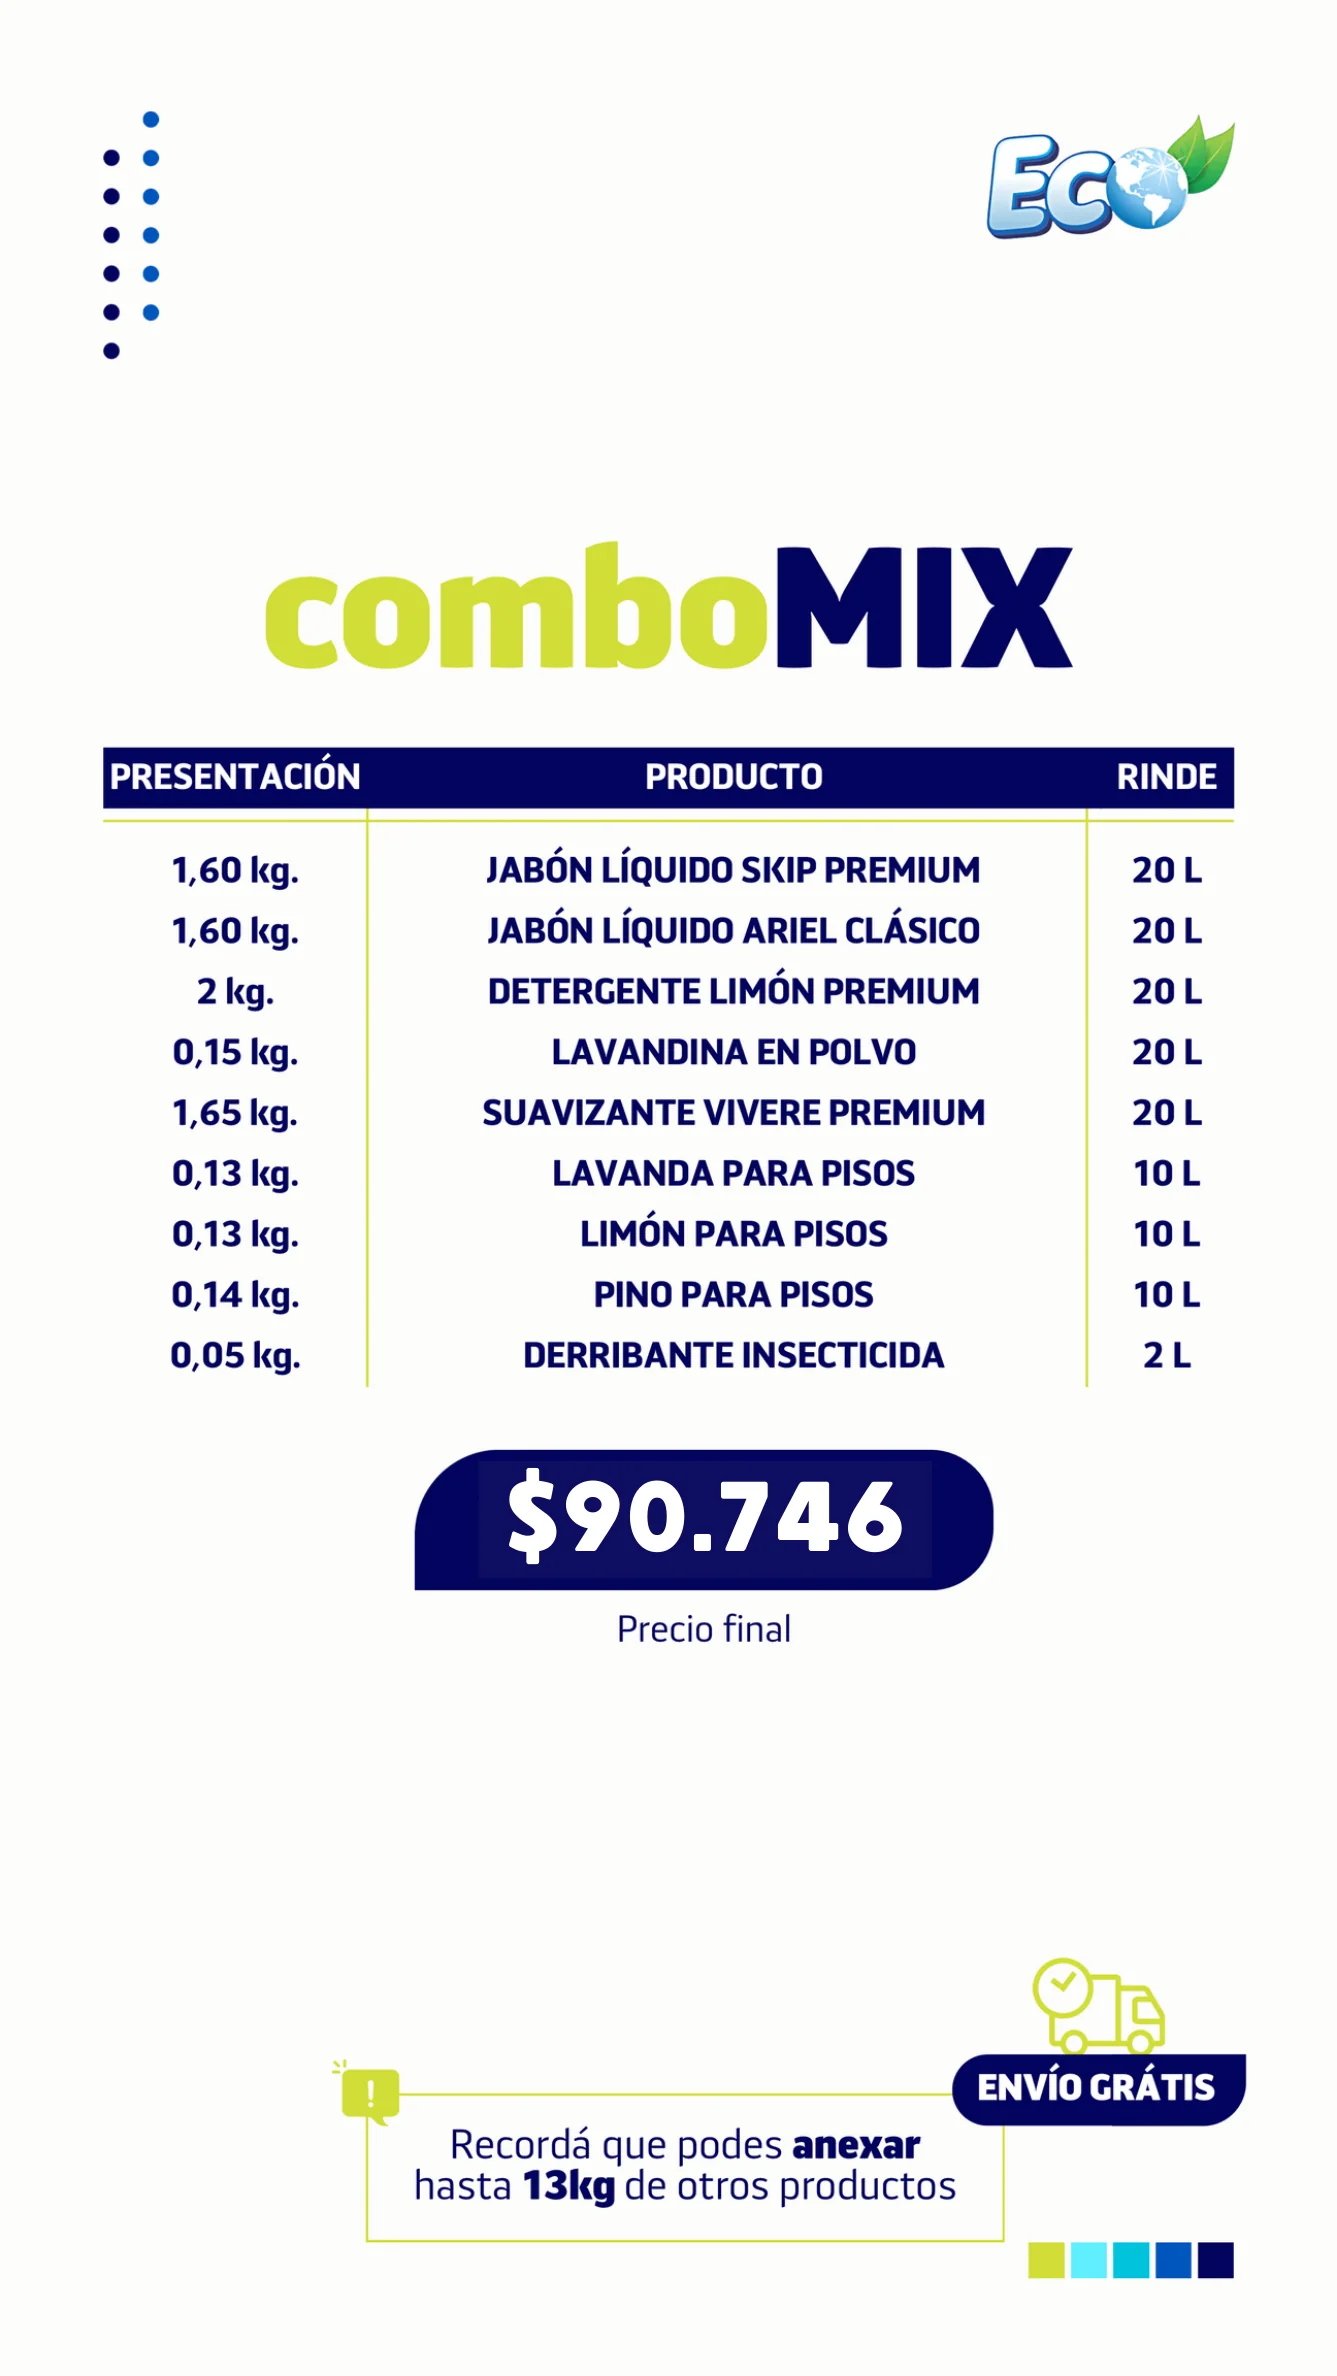 Eco
comboMIX
PRESENTACIÓN PRODUCTO RINDE
1,60 kg. JABÓN LÍQUIDO SKIP PREMIUM 20 L
1,60 kg. JABÓN LÍQUIDO ARIEL CLÁSICO 20 L
2 kg. DETERGENTE LIMÓN PREMIUM 20 L
0,15 kg. LAVANDINA EN POLVO 20 L
1,65 kg. SUAVIZANTE VIVERE PREMIUM 20 L
0,13 kg. LAVANDA PARA PISOS 10 L
0,13 kg. LIMÓN PARA PISOS 10 L
0,14 kg. PINO PARA PISOS 10 L
0,05 kg. DERRIBANTE INSECTICIDA 2 L
$90.746
Precio final
ENVÍO GRÁTIS
!
Recordá que podes anexar
hasta 13kg de otros productos